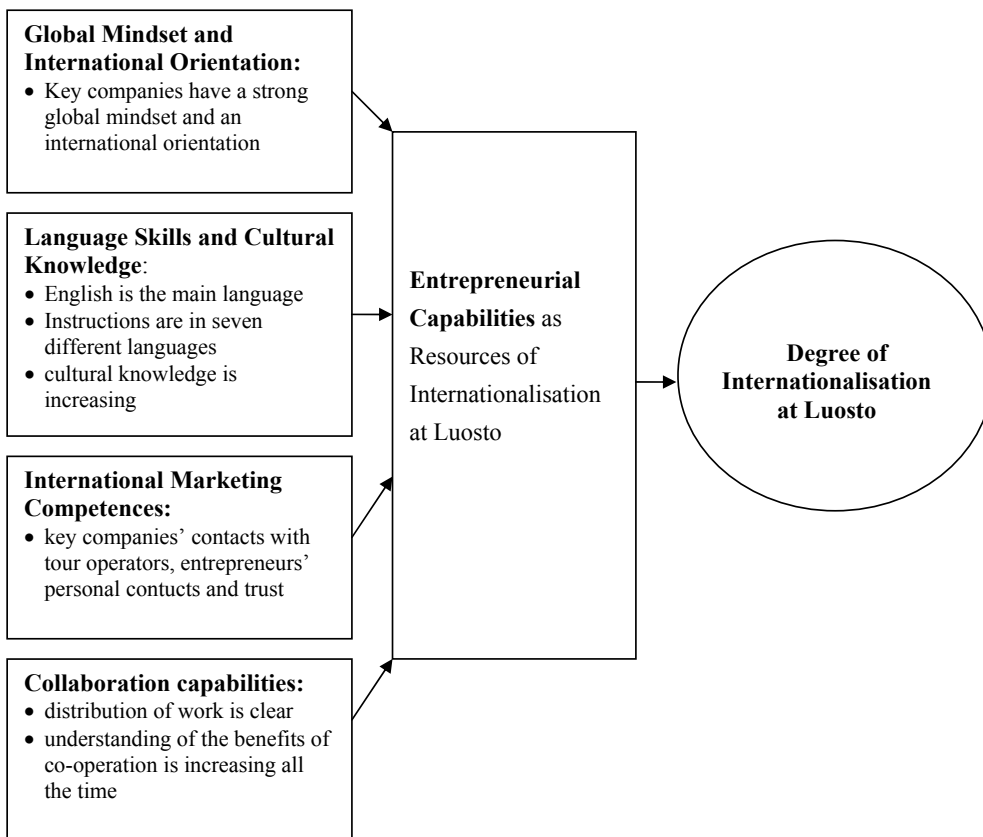 Global Mindset and
International Orientation:
• Key companies have a strong
global mindset and an
international orientation
Language Skills and Cultural
Knowledge:
• English is the main language
• Instructions are in seven
different languages
• cultural knowledge is
increasing
International Marketing
Competences:
• key companies’ contacts with
tour operators, entrepreneurs’
personal contucts and trust
Collaboration capabilities:
• distribution of work is clear
• understanding of the benefits of
co-operation is increasing all
the time
Entrepreneurial
Capabilities as
Resources of
Internationalisation
at Luosto
Degree of
Internationalisation
at Luosto